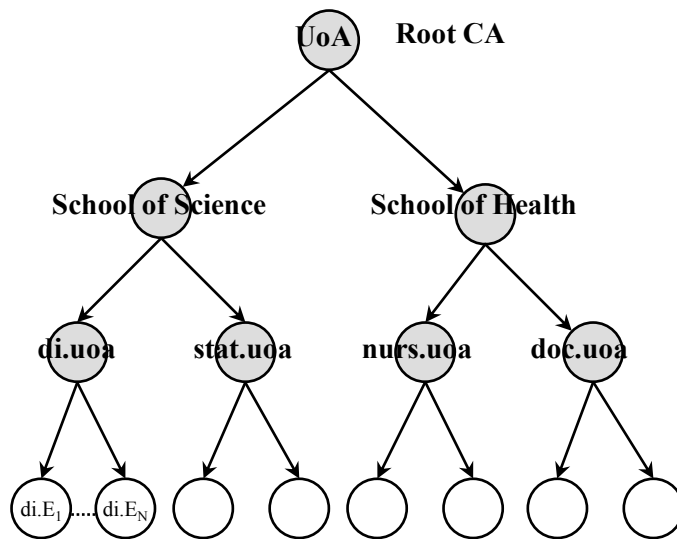 UoA
Root CA
School of Science
School of Health
di.uoa
stat.uoa
nurs.uoa
doc.uoa
di.E₁ ..... di.E_N